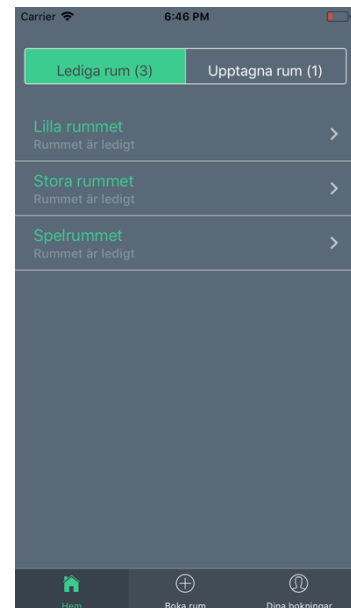 Carrier 6:46 PM
Lediga rum (3) Upptagna rum (1)
Lilla rummet
Rummet är ledigt
Stora rummet
Rummet är ledigt
Spelrummet
Rummet är ledigt
Hem Boka rum Dina bokningar